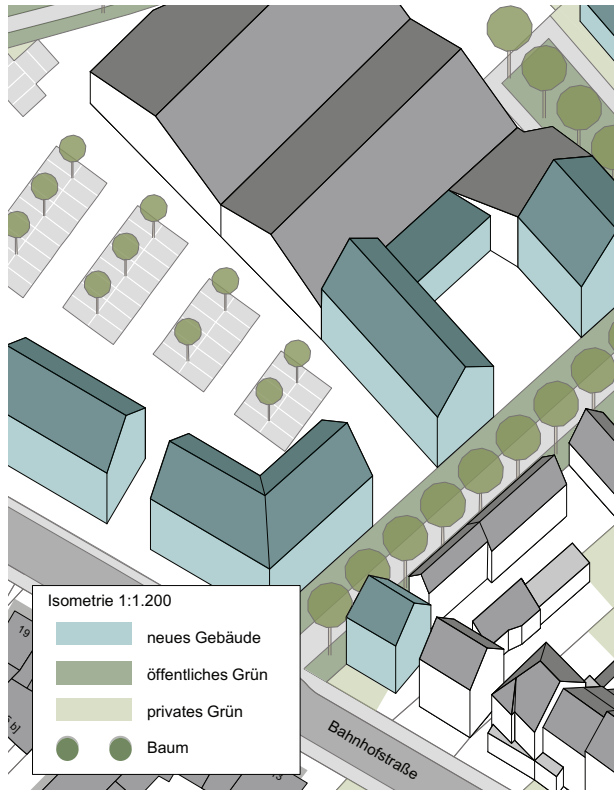 Isometrie 1:1.200
neues Gebäude
öffentliches Grün
privates Grün
Baum
19
Bahnhofstraße